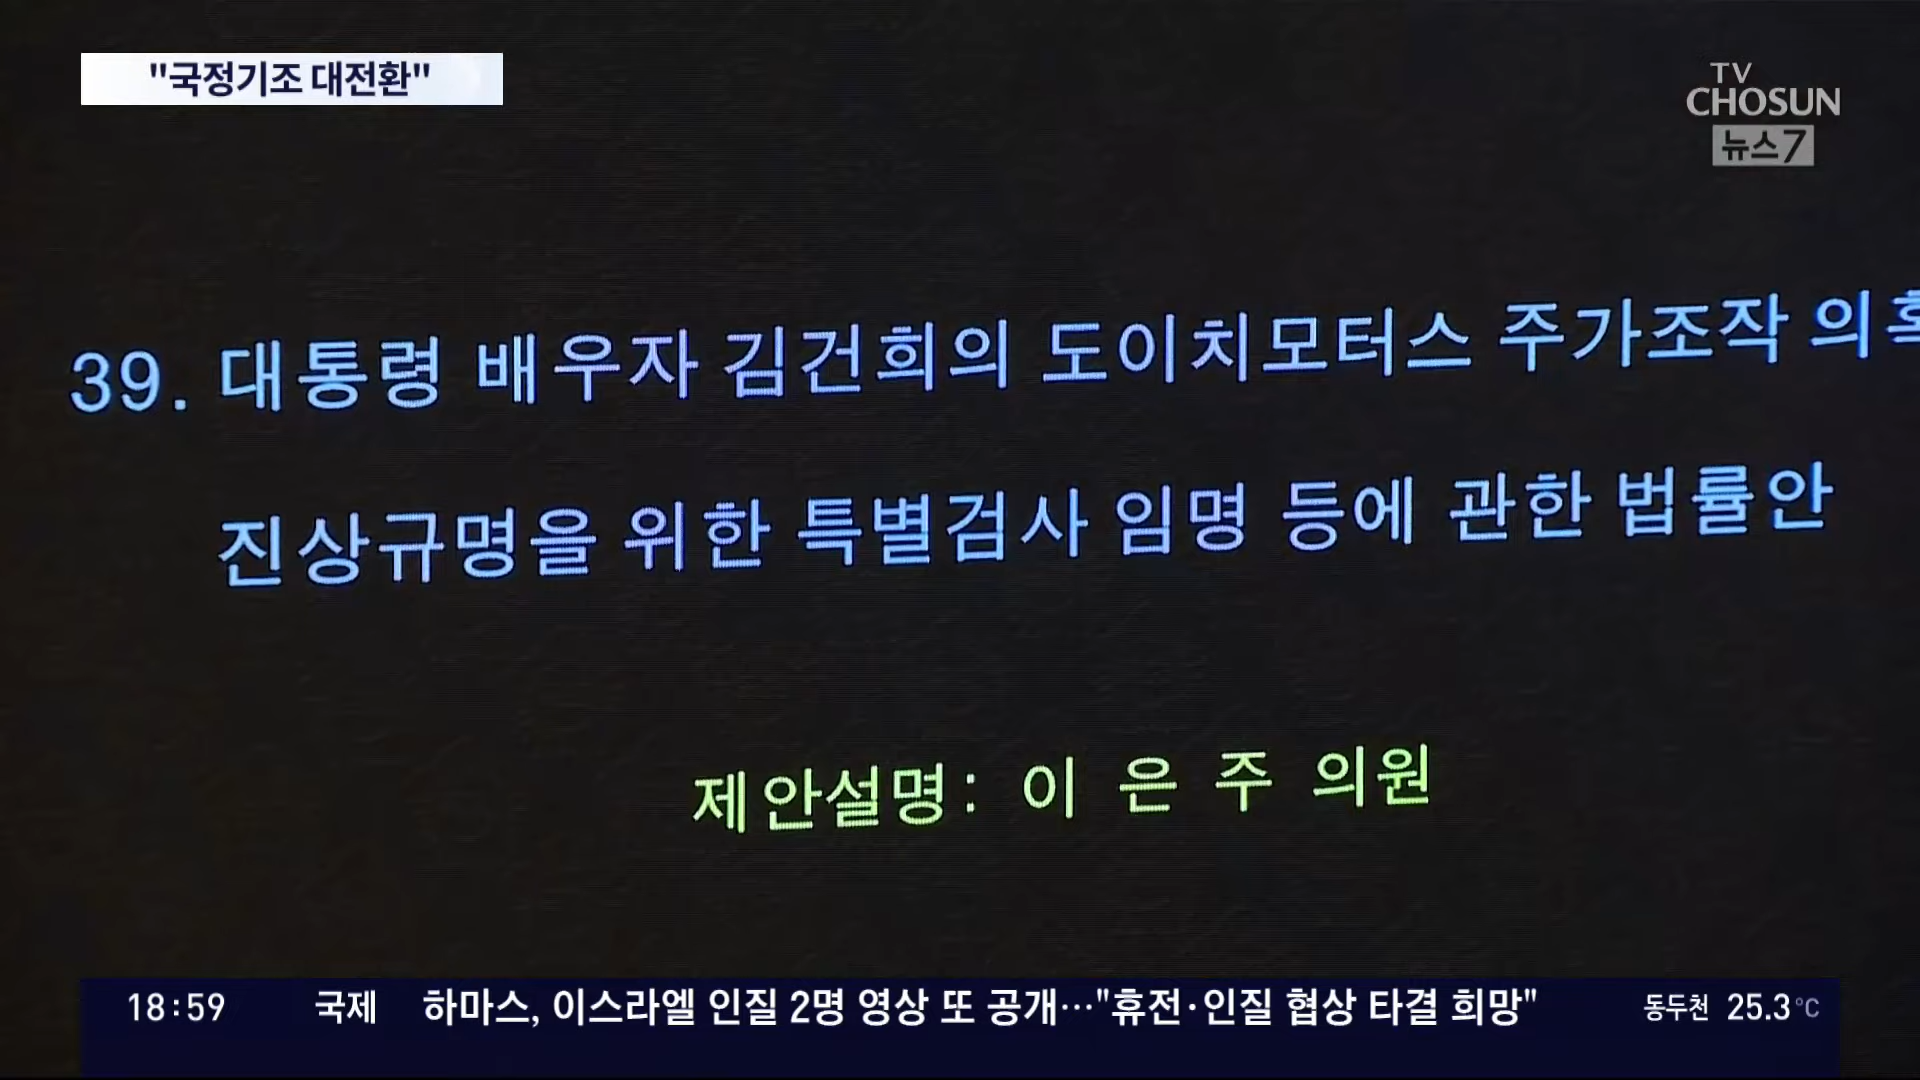 "국정기조 대전환"
TV
CHOSUN
뉴스7
39. 대통령 배우자 김건희의 도이치모터스 주가조작
진상규명을 위한 특별검사 임명 등에 관한 법률안
제안설명: 이 은 주 의원
18:59 국제 하마스, 이스라엘 인질 2명 영상 또 공개…"휴전·인질 협상 타결 희망" 동두천 25.3℃